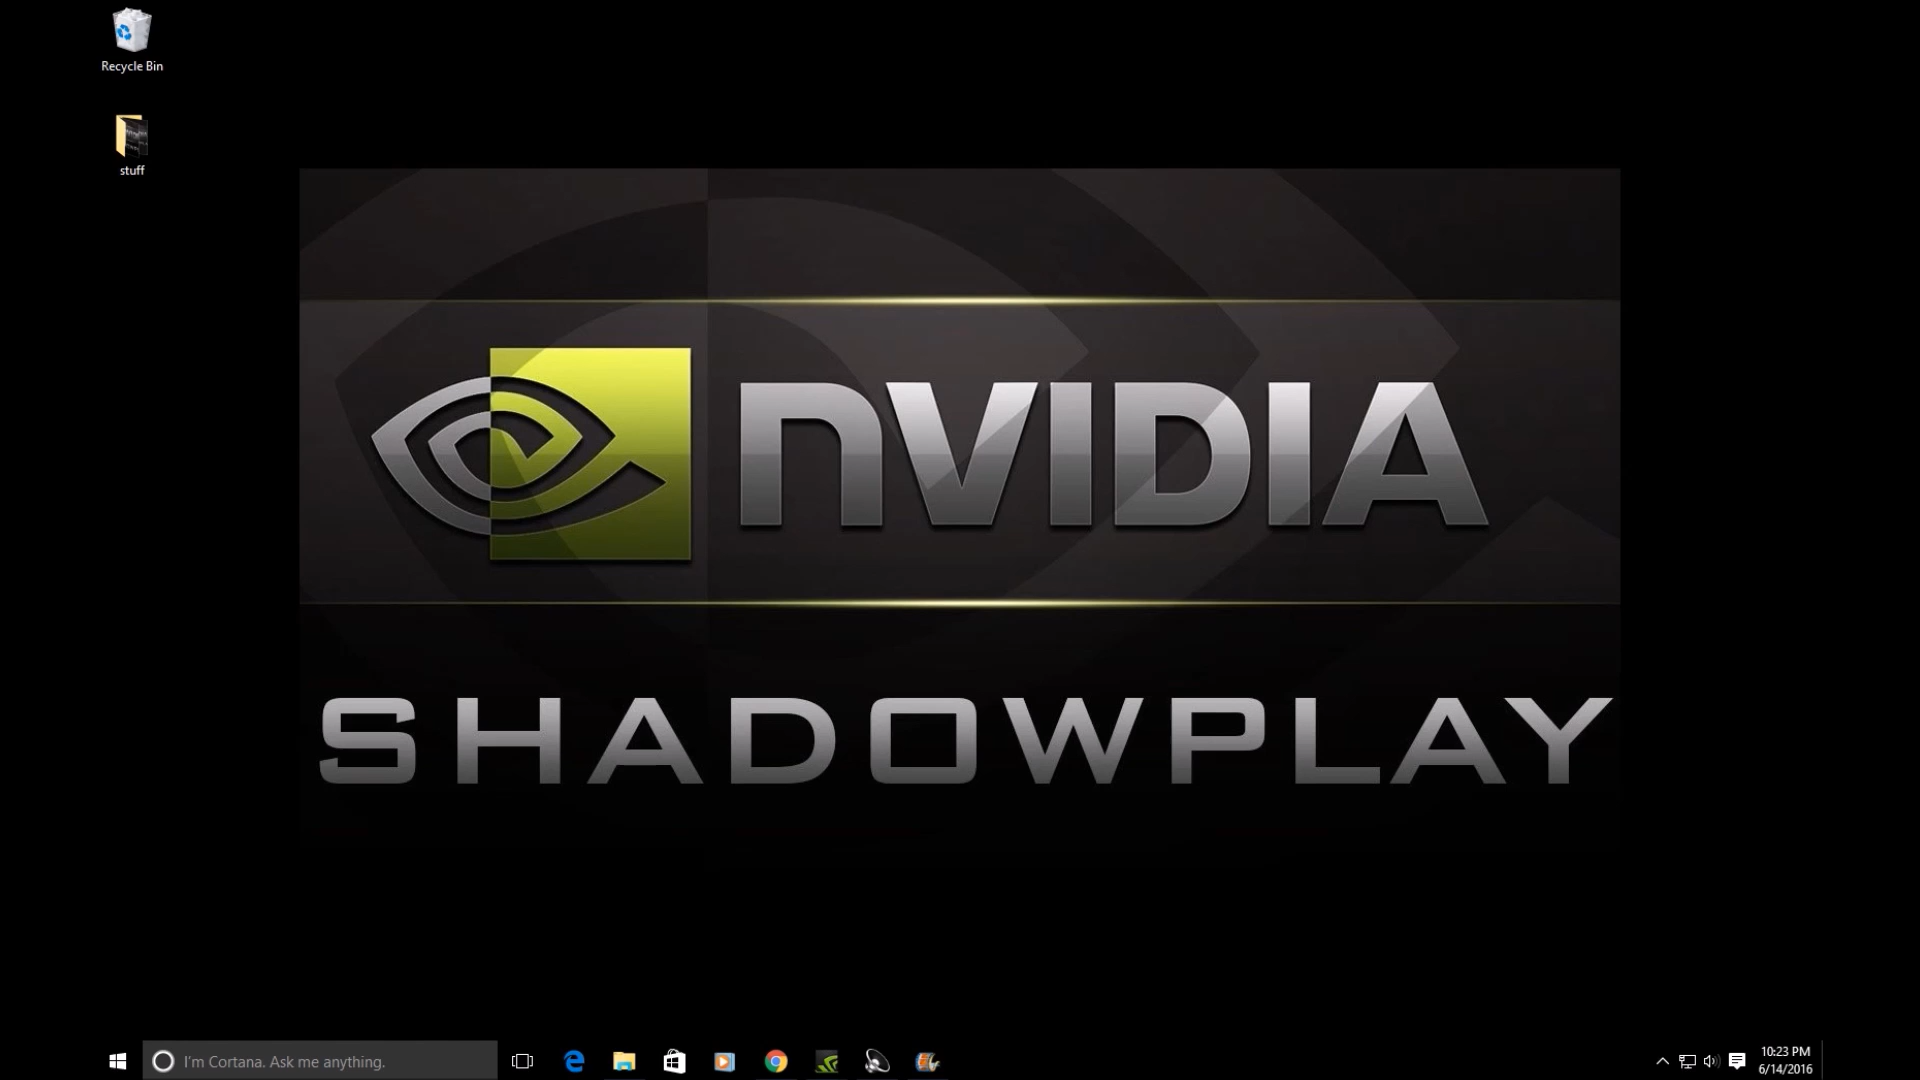 Recycle Bin
stuff
nVIDIA
SHADOWPLAY
I'm Cortana. Ask me anything.
10:23 PM
6/14/2016